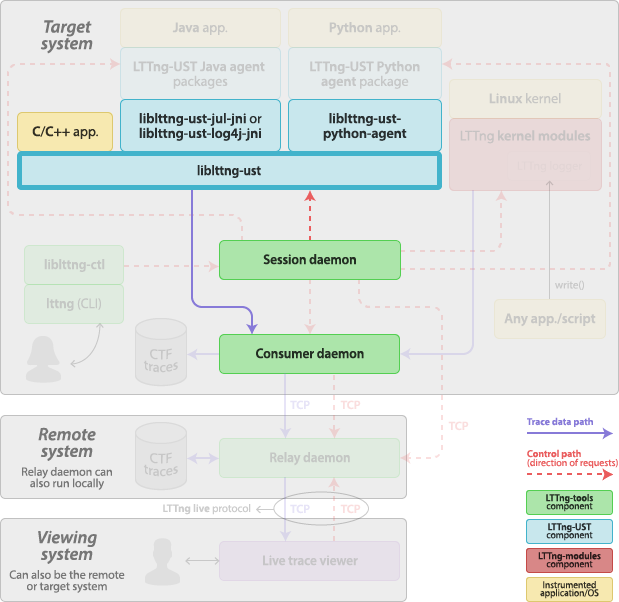 Target
system
Java app.
Python app.
LTTng-UST Java agent
packages
LTTng-UST Python
agent package
Linux kernel
C/C++ app.
liblttng-ust-jul-jni or
liblttng-ust-log4j-jni
liblttng-ust-
python-agent
LTTng kernel modules
liblttng-ust
Session daemon
liblttng-ctl
lttng (CLI)
write()
Any app./script
CTF
traces
Consumer daemon
TCP
TCP
TCP
Remote
system
Relay daemon can
also run locally
CTF
traces
Relay daemon
LTTng live protocol
TCP
TCP
Viewing
system
Can also be the remote
or target system
Live trace viewer
Trace data path
Control path
(direction of requests)
LTTng-tools
component
LTTng-UST
component
LTTng-modules
component
Instrumented
application/OS